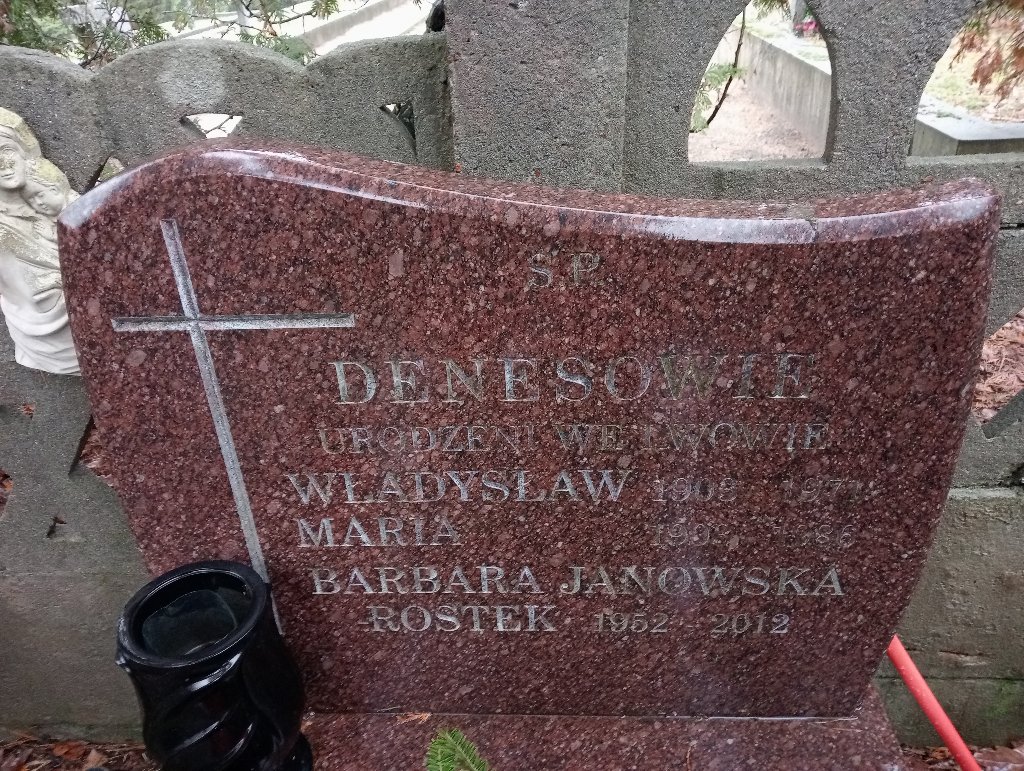 Ś.P.
DENESOWIE
URODZENI WE LWOWIE
WŁADYSŁAW
MARIA
BARBARA JANOWSKA
-ROSTEK 1952 - 2012